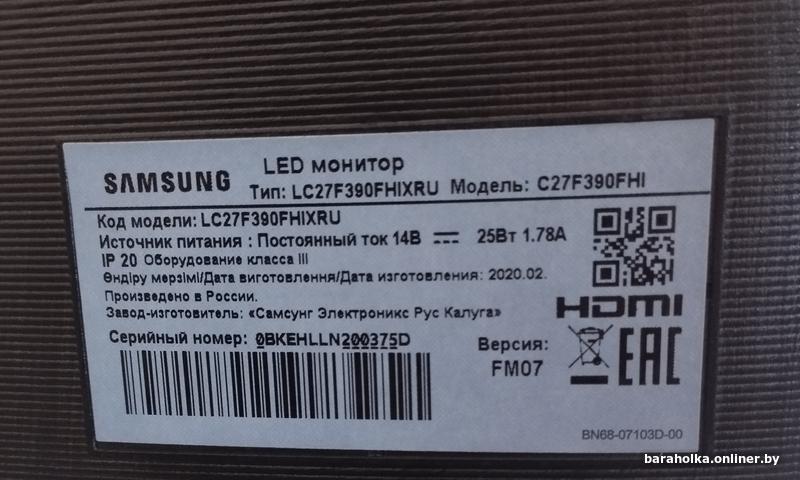 SAMSUNG
LED монитор
Тип: LC27F390FHIXRU Модель: C27F390FHI
Код модели: LC27F390FHIXRU
Источник питания : Постоянный ток 14В 25Вт 1.78А
IP 20 Оборудование класса III
Өндіру мерзімі/Дата виготовлення/Дата изготовления: 2020.02.
Произведено в России.
Завод-изготовитель: «Самсунг Электроникс Рус Калуга»
HDMI
Серийный номер: 0BKEHLLN200375D
Версия:
FM07
EAC
BN68-07103D-00
baraholka.onliner.by